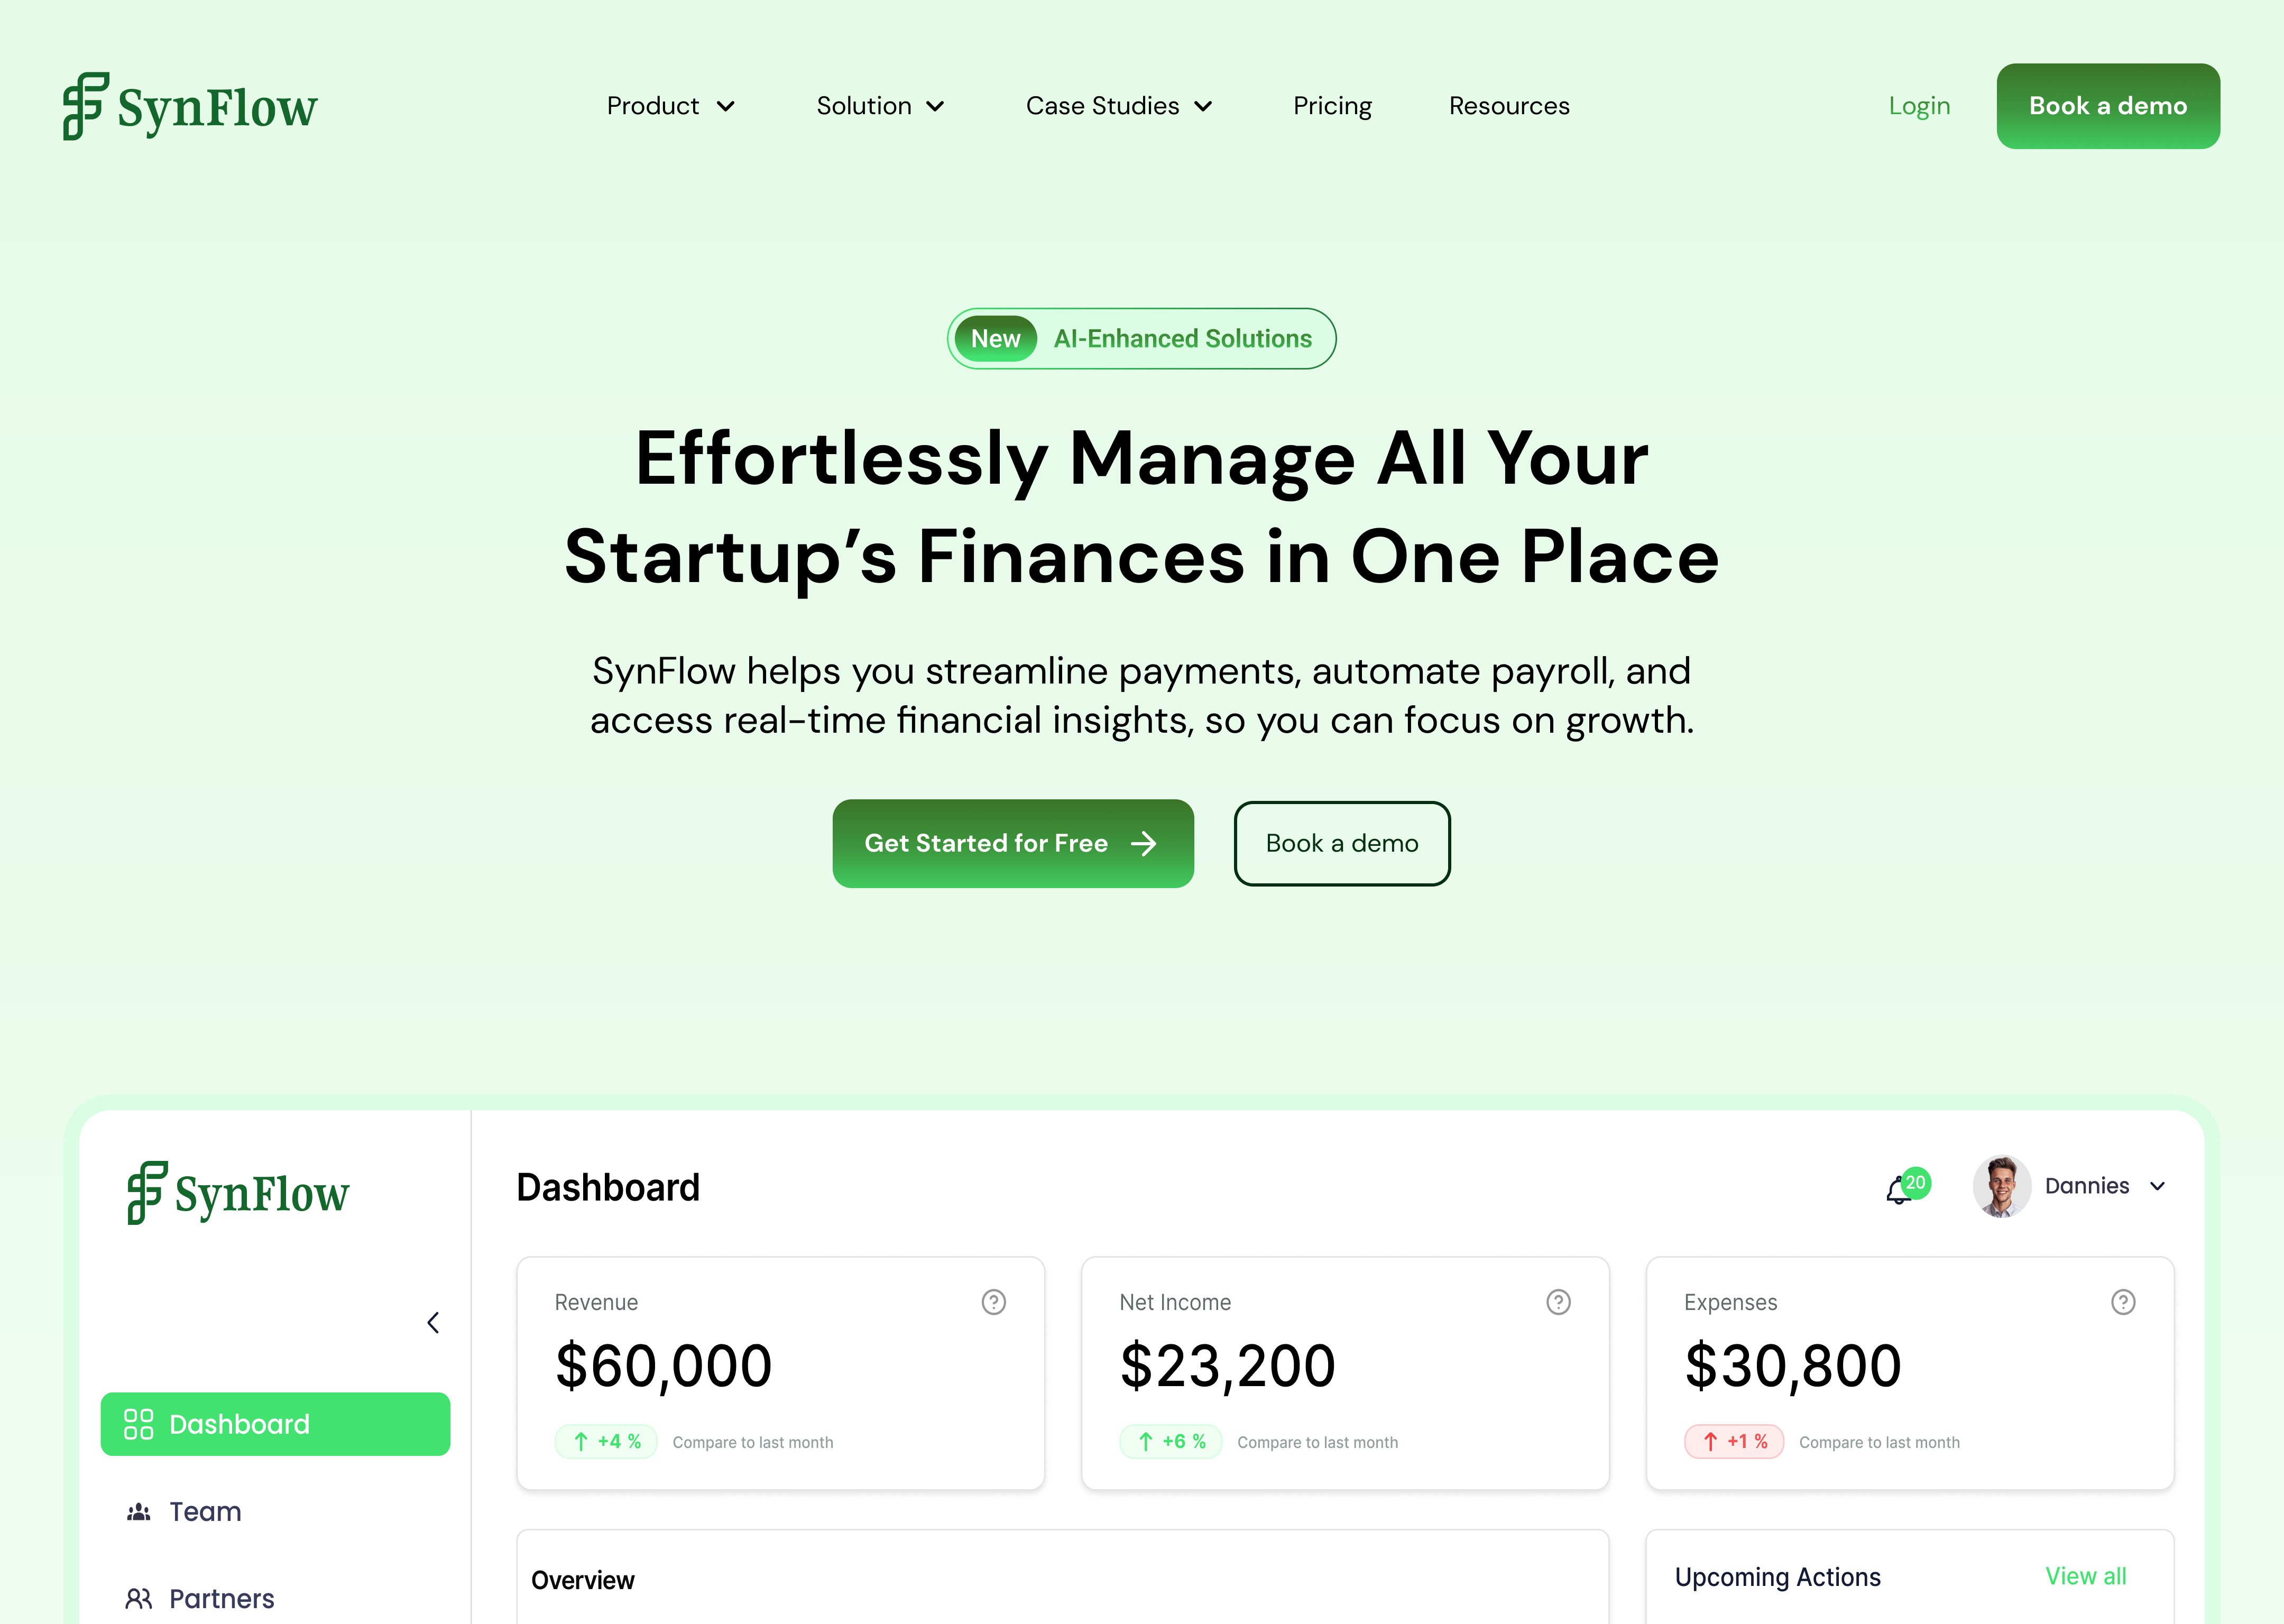 SynFlow
Product
Solution
Case Studies
Pricing
Resources
Login
Book a demo
New AI-Enhanced Solutions
Effortlessly Manage All Your
Startup’s Finances in One Place
SynFlow helps you streamline payments, automate payroll, and
access real-time financial insights, so you can focus on growth.
Get Started for Free
Book a demo
SynFlow
Dashboard
Team
Partners
Dashboard
20
Dannies
Revenue
$60,000
+4 % Compare to last month
Net Income
$23,200
+6 % Compare to last month
Expenses
$30,800
+1 % Compare to last month
Overview
Upcoming Actions
View all